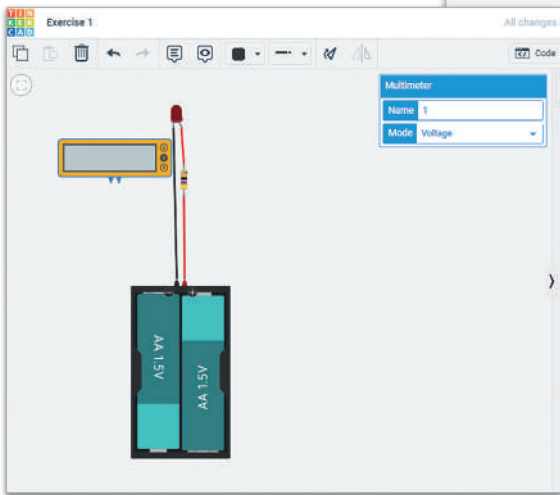 TIN
KER
CAD
Exercise 1
All changes
Code
Multimeter
Name 1
Mode Voltage
V
AA 1.5V
AA 1.5V